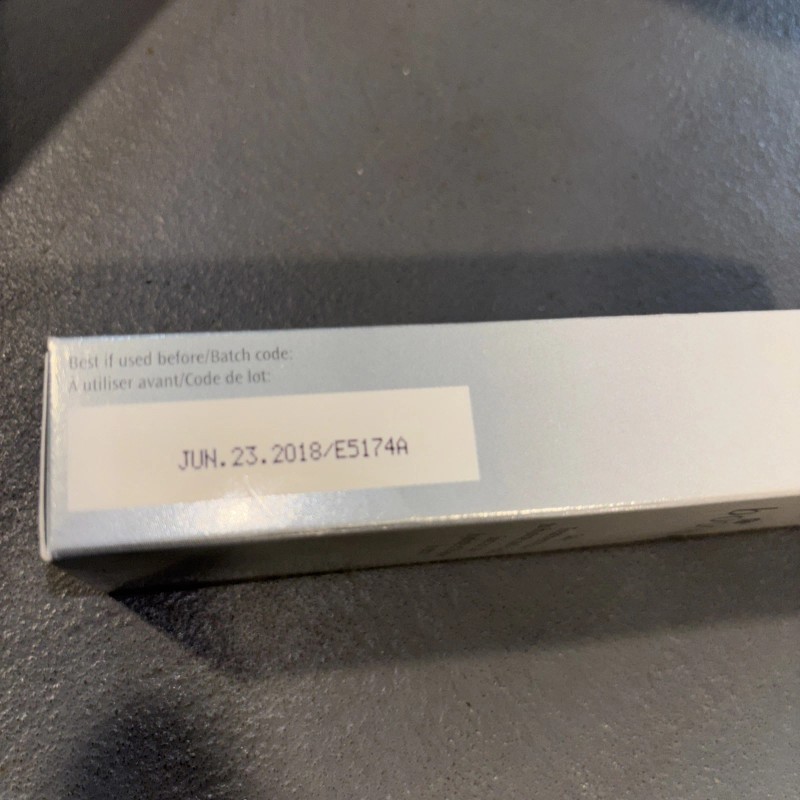 Best if used before/Batch code:
À utiliser avant/Code de lot:
JUN.23.2018/E5174A